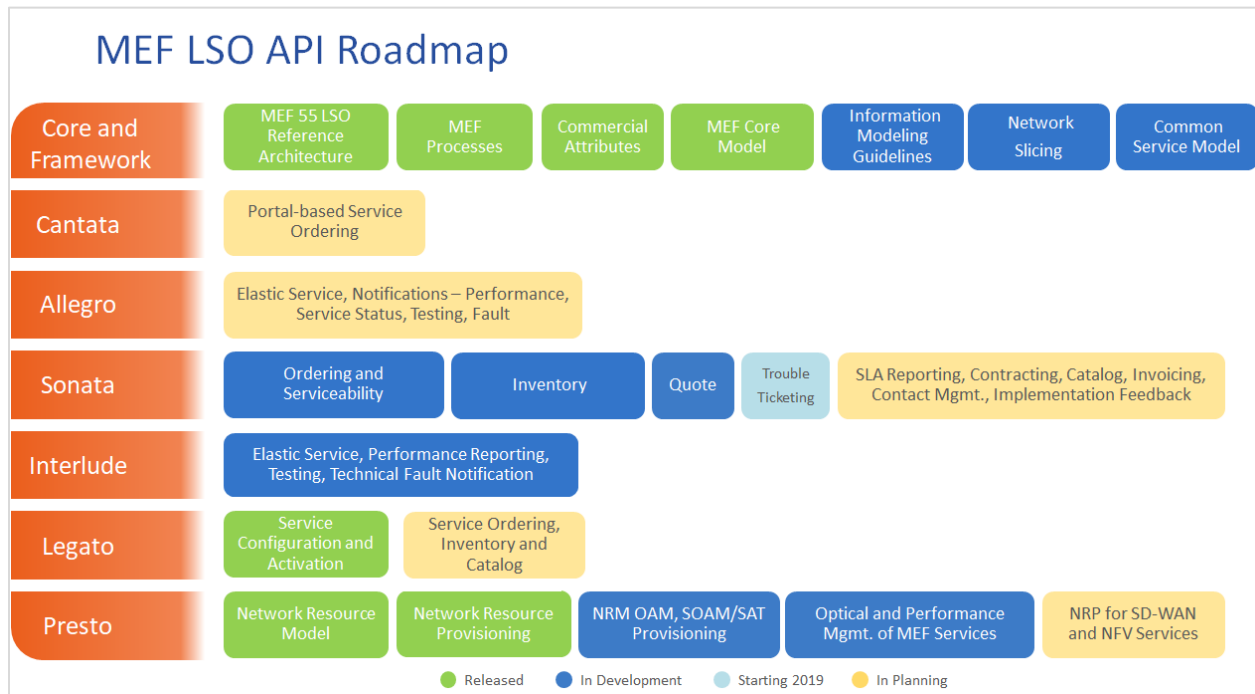 MEF LSO API Roadmap
Core and
Framework
MEF 55 LSO
Reference
Architecture
MEF
Processes
Commercial
Attributes
MEF Core
Model
Information
Modeling
Guidelines
Network
Slicing
Common
Service Model
Cantata
Portal-based Service
Ordering
Allegro
Elastic Service, Notifications – Performance,
Service Status, Testing, Fault
Sonata
Ordering and
Serviceability
Inventory
Quote
Trouble
Ticketing
SLA Reporting, Contracting, Catalog, Invoicing,
Contact Mgmt., Implementation Feedback
Interlude
Elastic Service, Performance Reporting,
Testing, Technical Fault Notification
Legato
Service
Configuration and
Activation
Service Ordering,
Inventory and
Catalog
Presto
Network Resource
Model
Network Resource
Provisioning
NRM OAM, SOAM/SAT
Provisioning
Optical and Performance
Mgmt. of MEF Services
NRP for SD-WAN
and NFV Services
Released
In Development
Starting 2019
In Planning